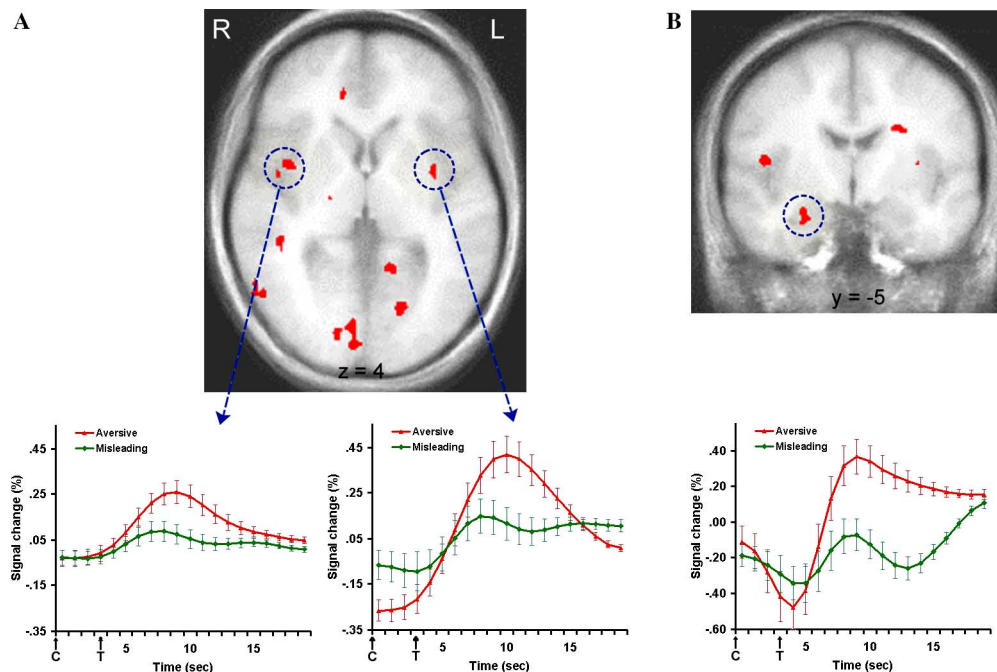 A
B
R L
z = 4
y = -5
Aversive
Misleading
Signal change (%)
.45
.25
.05
-.15
-.35
5 10 15
C T
Time (sec)
Aversive
Misleading
Signal change (%)
.45
.25
.05
-.15
-.35
5 10 15
C T
Time (sec)
Aversive
Misleading
Signal change (%)
.40
.20
.00
-.20
-.40
-.60
5 10 15
C T
Time (sec)